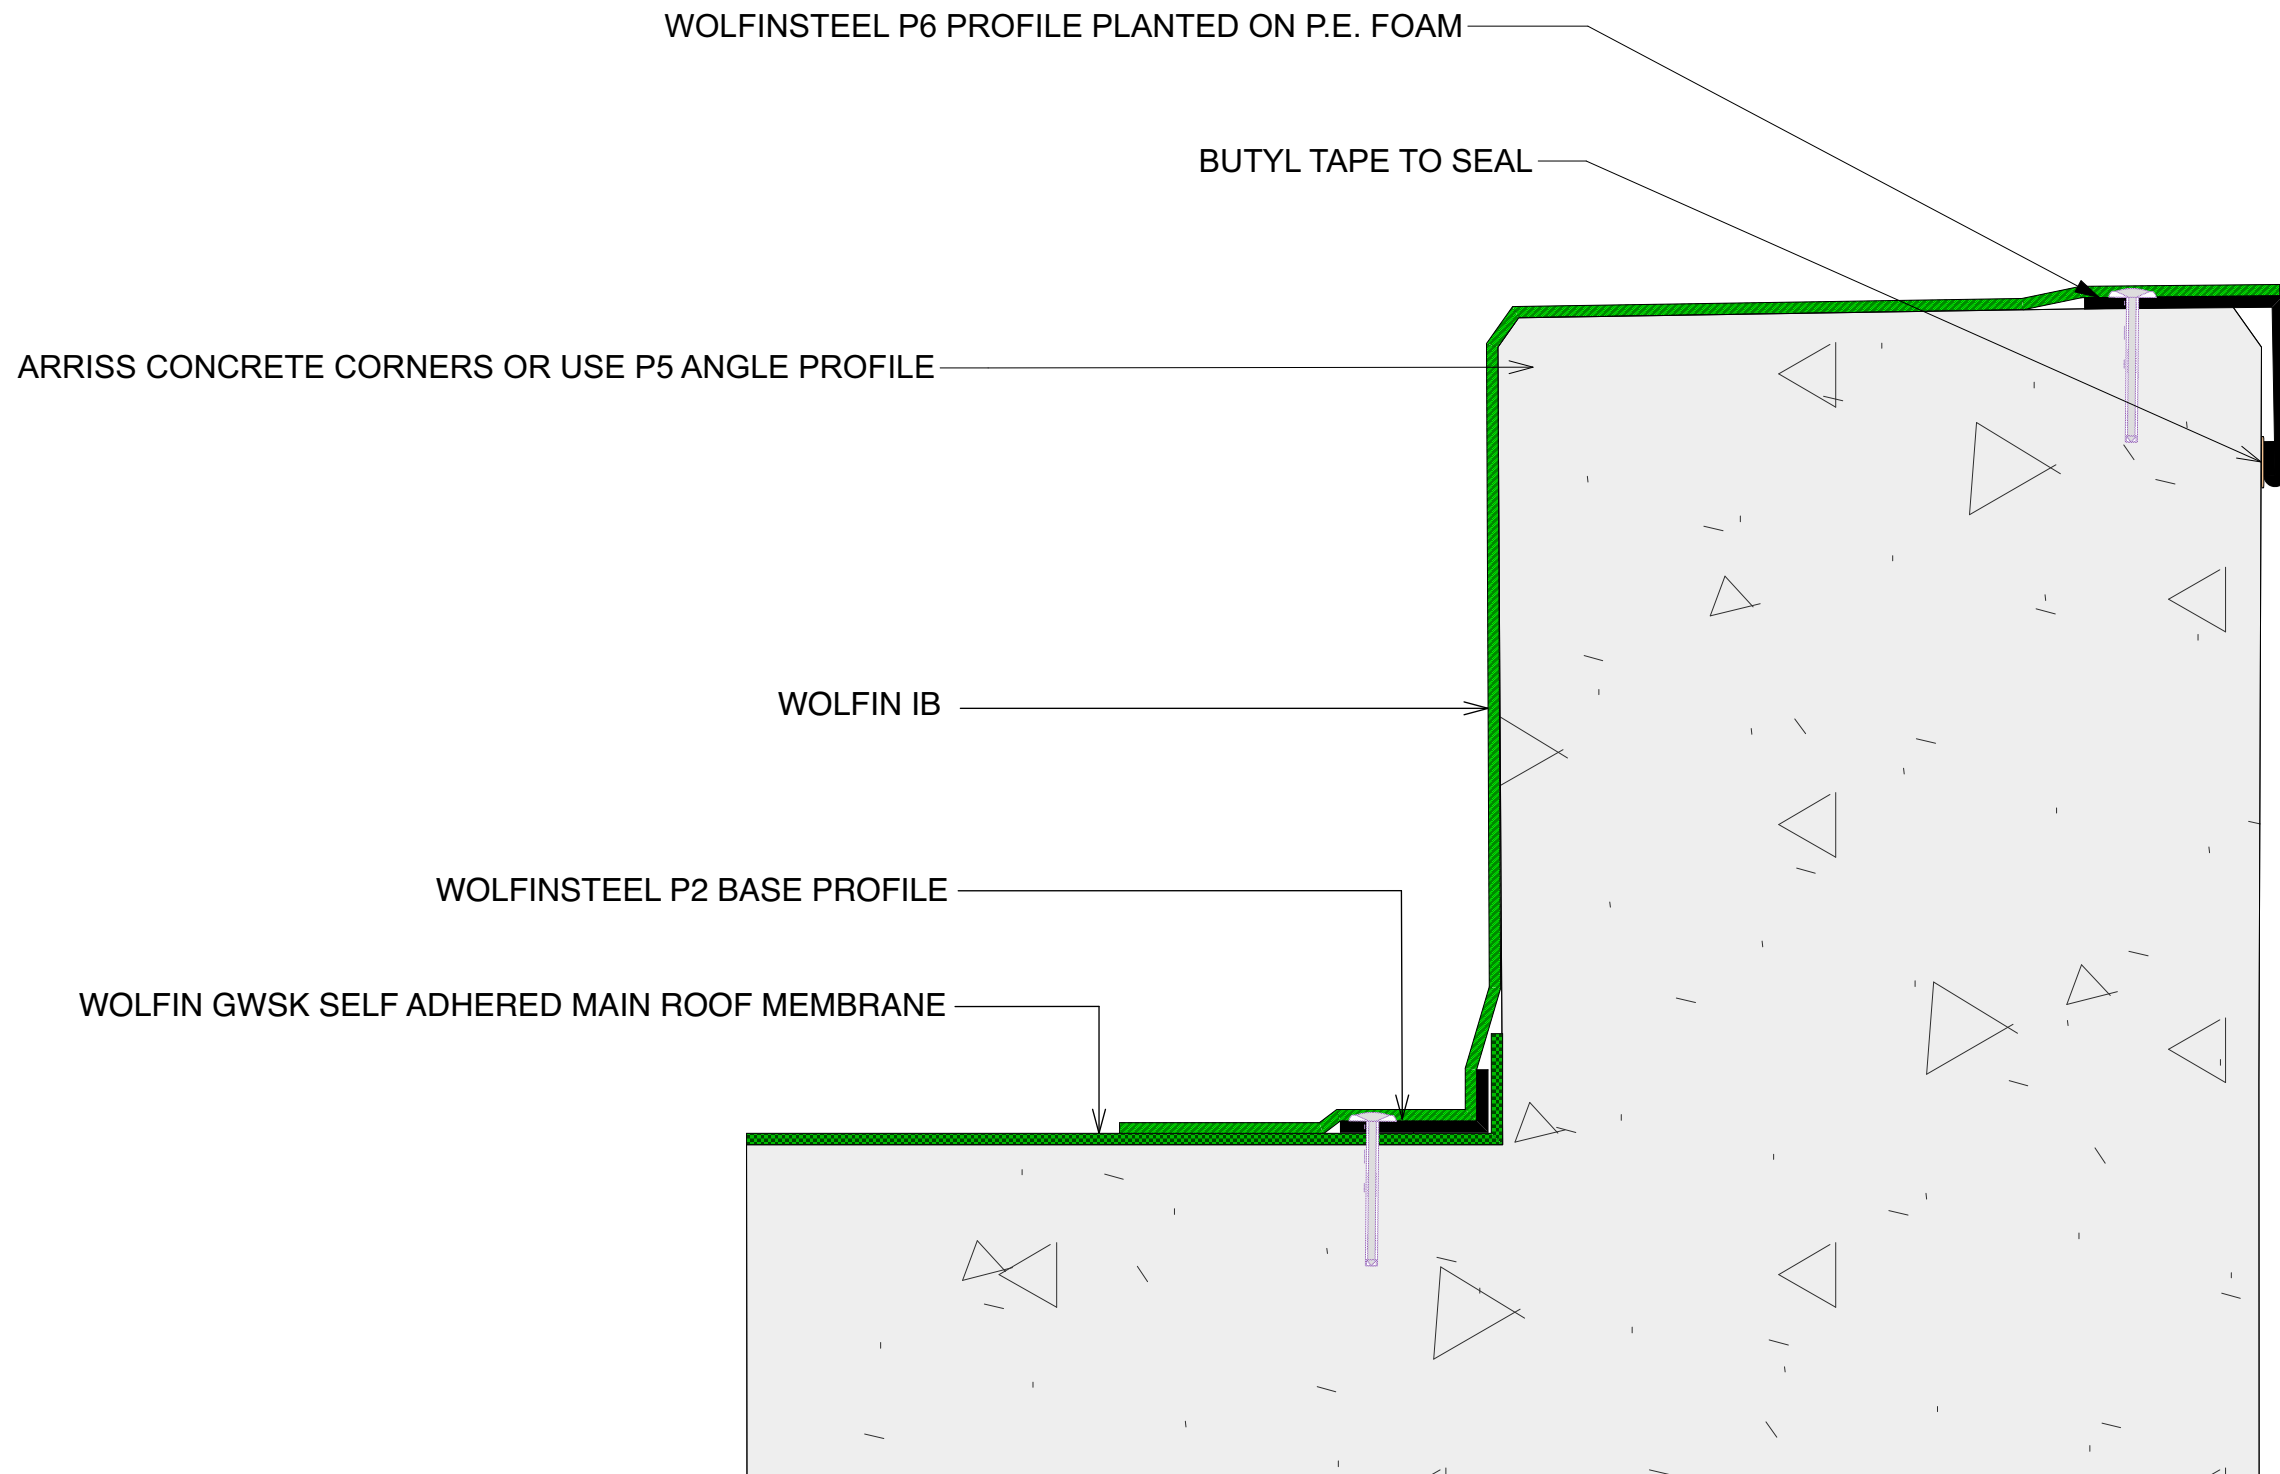 WOLFINSTEEL P6 PROFILE PLANTED ON P.E. FOAM
BUTYL TAPE TO SEAL
ARRISS CONCRETE CORNERS OR USE P5 ANGLE PROFILE
WOLFIN IB
WOLFINSTEEL P2 BASE PROFILE
WOLFIN GWSK SELF ADHERED MAIN ROOF MEMBRANE